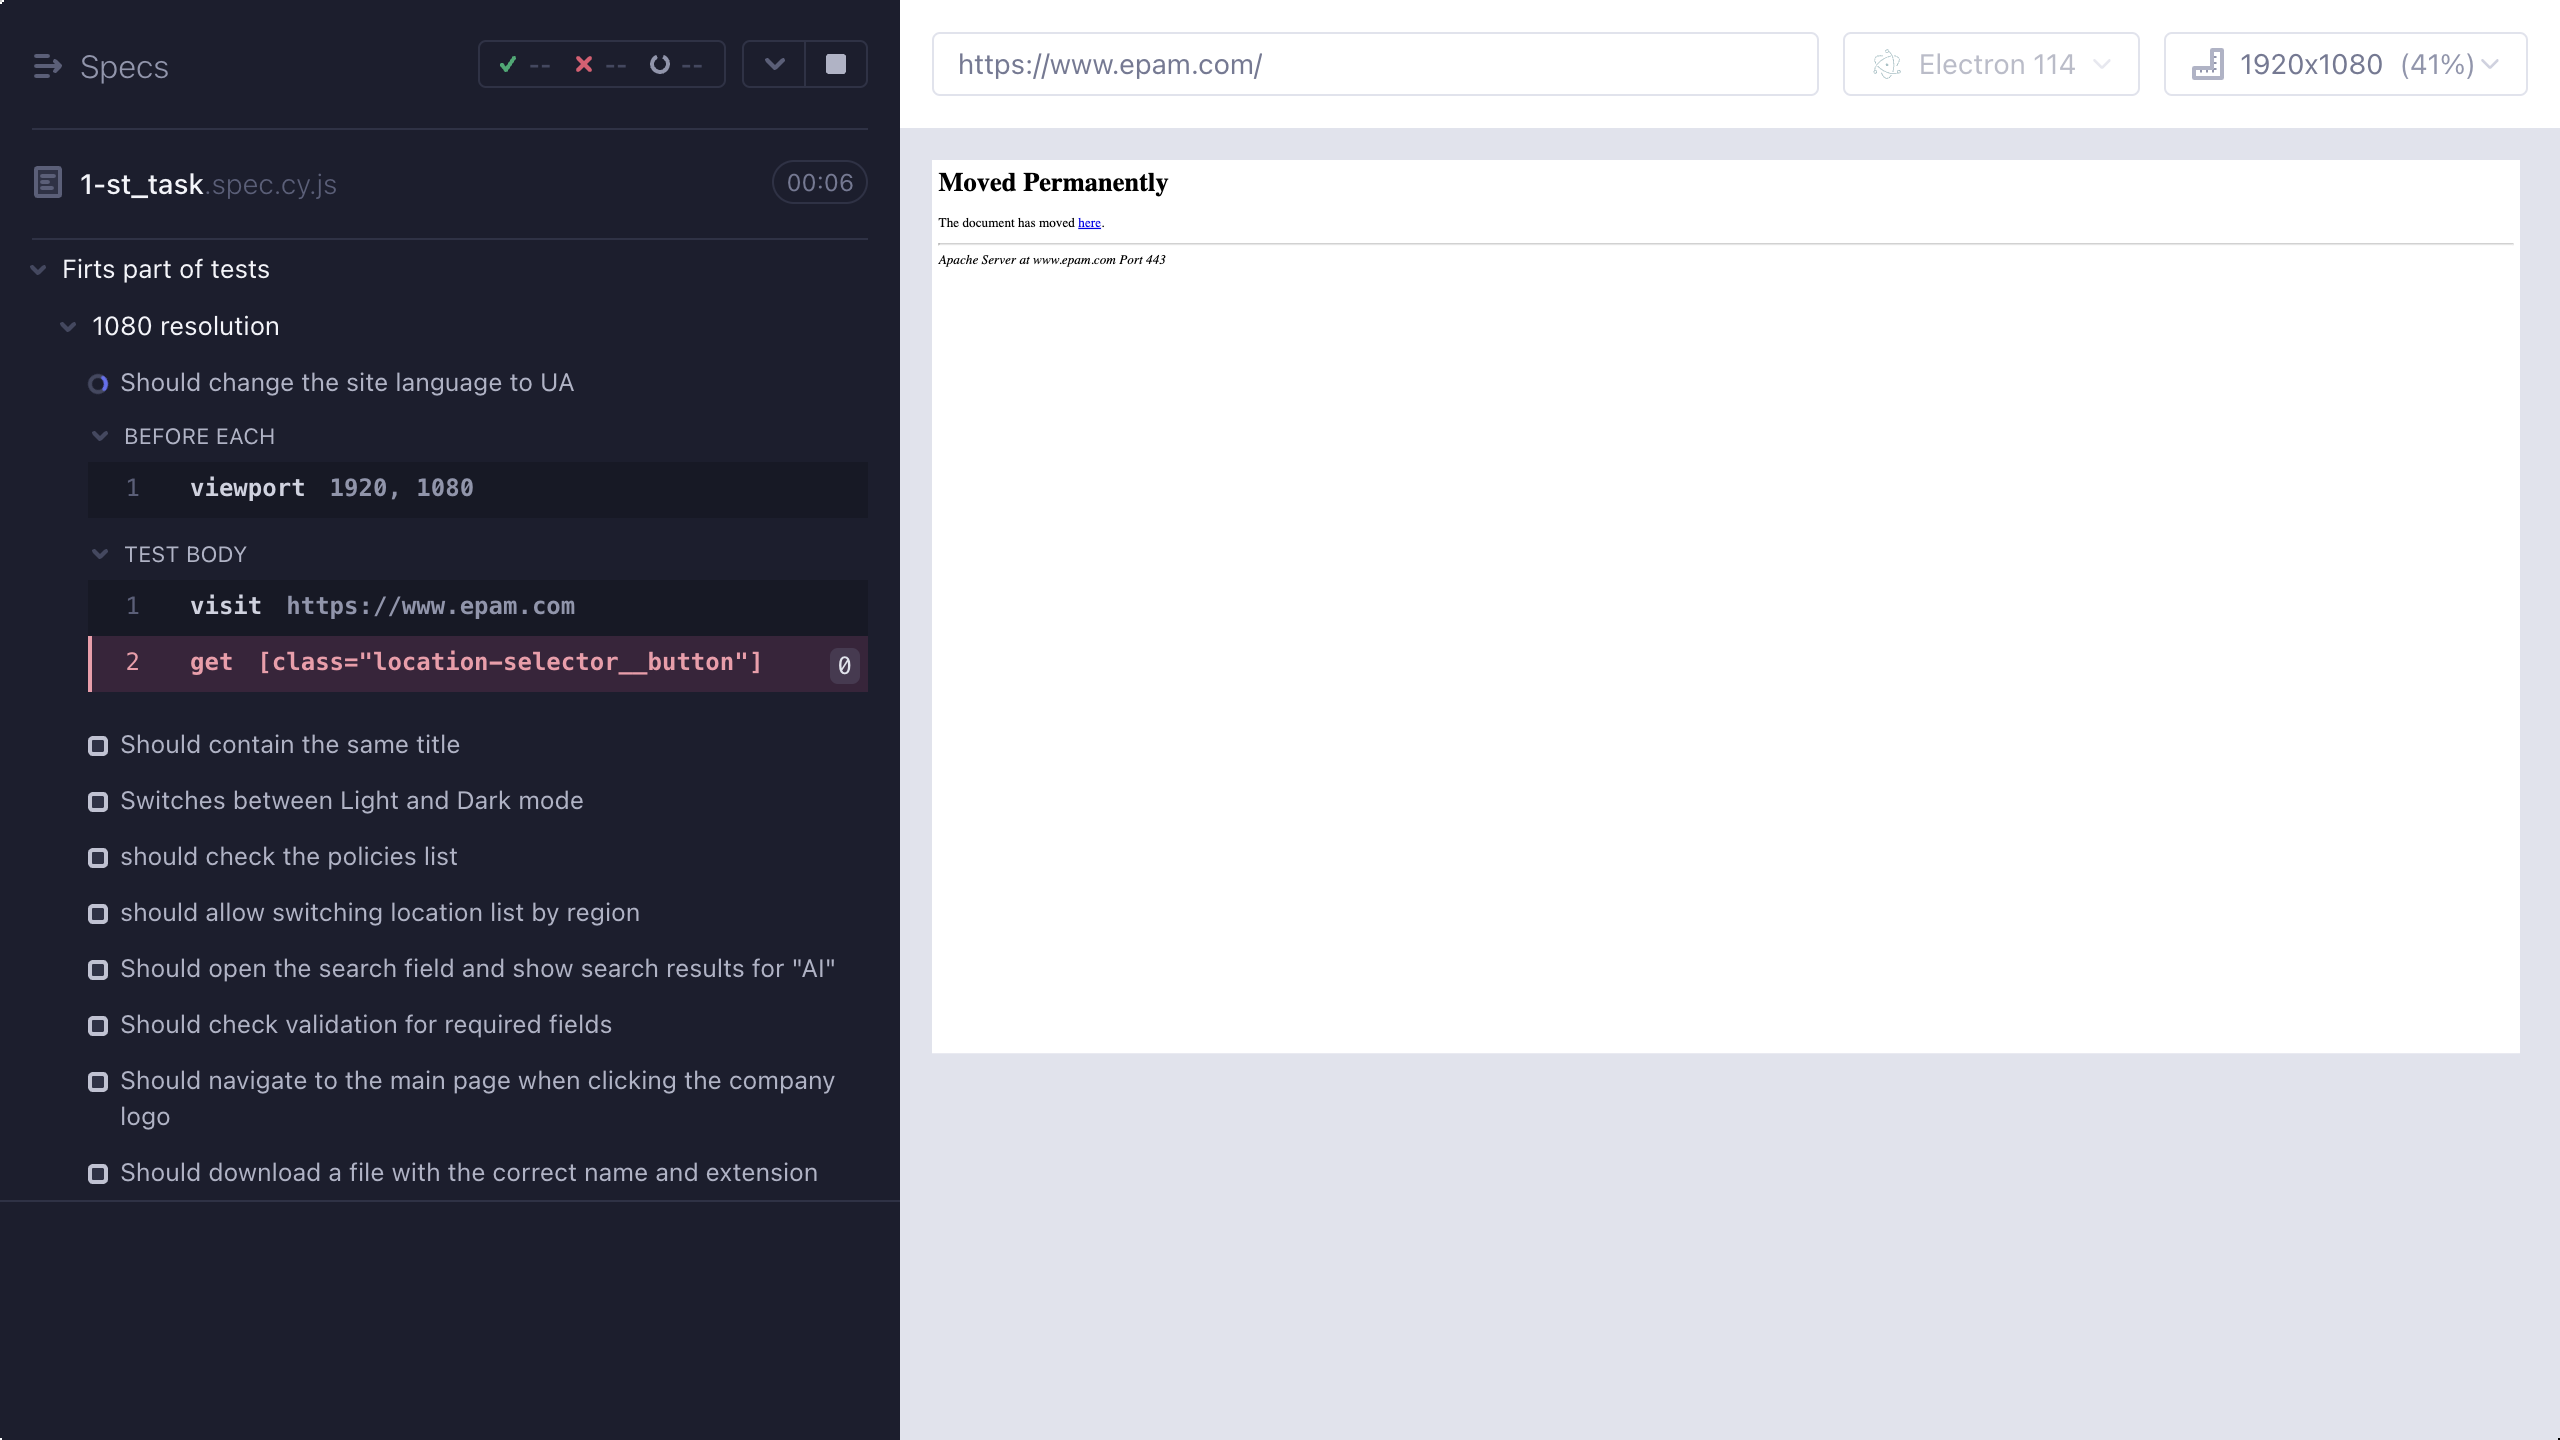 Specs
-- -- --
1-st_task.spec.cy.js
00:06
Firts part of tests
1080 resolution
Should change the site language to UA
BEFORE EACH
1 viewport 1920, 1080
TEST BODY
1 visit https://www.epam.com
2 get [class="location-selector__button"] 0
Should contain the same title
Switches between Light and Dark mode
should check the policies list
should allow switching location list by region
Should open the search field and show search results for "AI"
Should check validation for required fields
Should navigate to the main page when clicking the company
logo
Should download a file with the correct name and extension
https://www.epam.com/
Electron 114
1920x1080 (41%)
Moved Permanently
The document has moved here.
Apache Server at www.epam.com Port 443